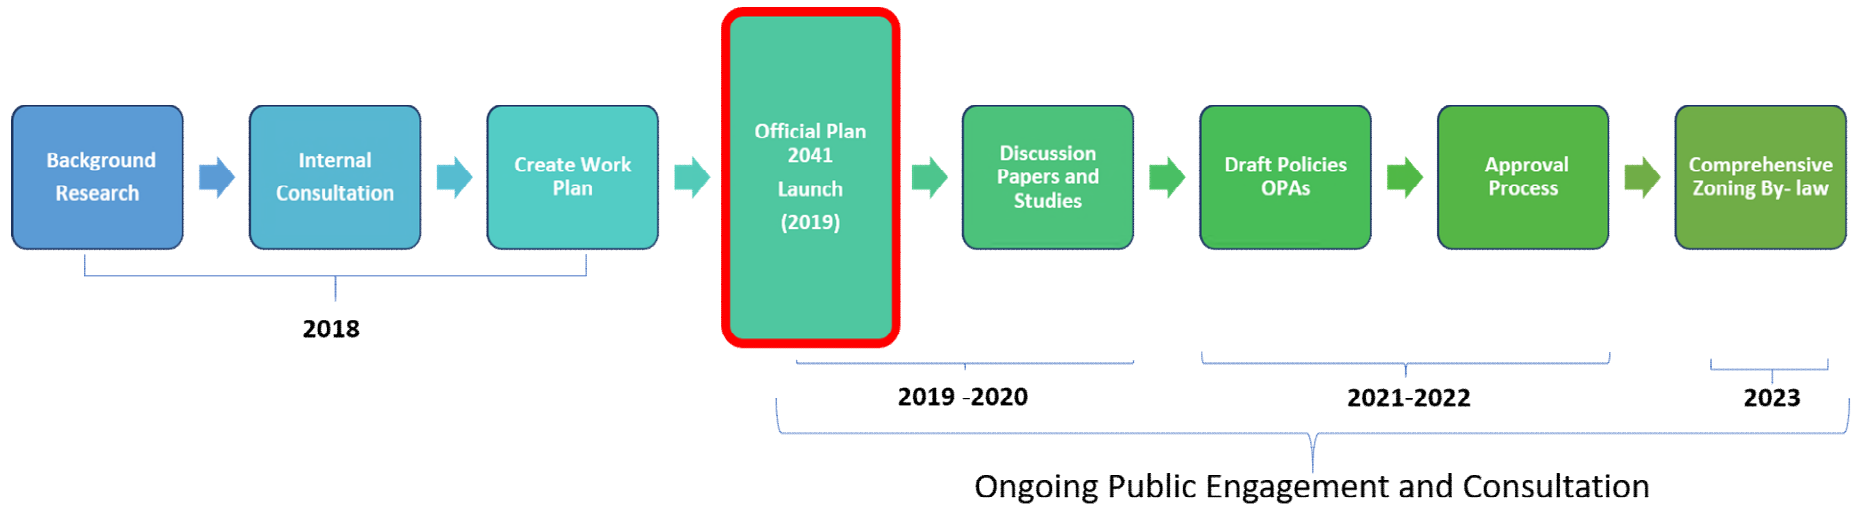 Background
Research
Internal
Consultation
Create Work
Plan
Official Plan
2041
Launch
(2019)
Discussion
Papers and
Studies
Draft Policies
OPAs
Approval
Process
Comprehensive
Zoning By- law
2018
2019 -2020
2021-2022
2023
Ongoing Public Engagement and Consultation